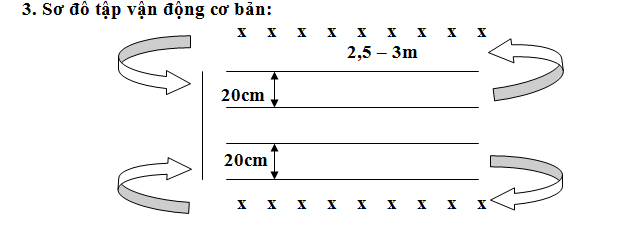 3. Sơ đồ tập vận động cơ bản:
x x x x x x x x x
2,5 – 3m
20cm
20cm
x x x x x x x x x